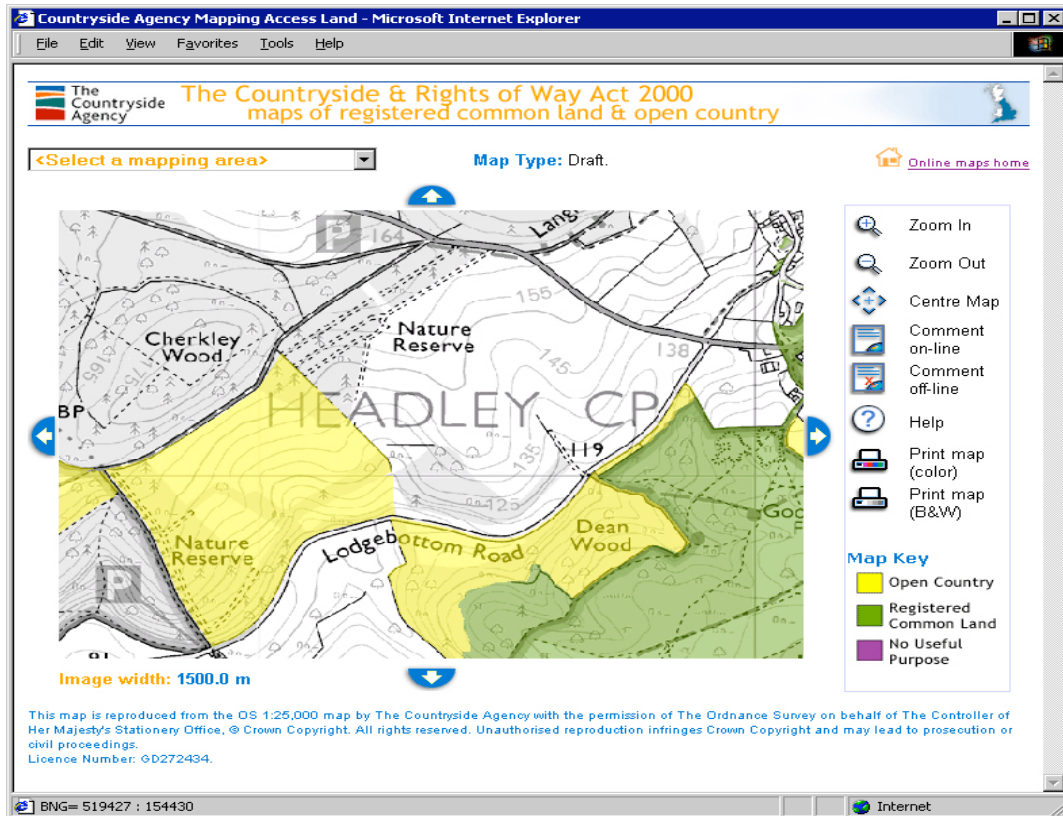 Countryside Agency Mapping Access Land - Microsoft Internet Explorer
File Edit View Favorites Tools Help
The
Countryside
Agency
The Countryside & Rights of Way Act 2000
maps of registered common land & open country
<Select a mapping area>
Map Type: Draft.
Online maps home
P
164
Lang
155
Cherkley
Wood
Nature
Reserve
165
175
145
138
BP
HEADLEY CP
135
119
125
Nature
Reserve
Lodgebottom Road
Dean
Wood
Goo
P
91
Zoom In
Zoom Out
Centre Map
Comment
on-line
Comment
off-line
Help
Print map
(color)
Print map
(B&W)
Map Key
Open Country
Registered
Common Land
No Useful
Purpose
Image width: 1500.0 m
This map is reproduced from the OS 1:25,000 map by The Countryside Agency with the permission of The Ordnance Survey on behalf of The Controller of
Her Majesty's Stationery Office, © Crown Copyright. All rights reserved. Unauthorised reproduction infringes Crown Copyright and may lead to prosecution or
civil proceedings.
Licence Number: GD272434.
BNG= 519427 : 154430
Internet